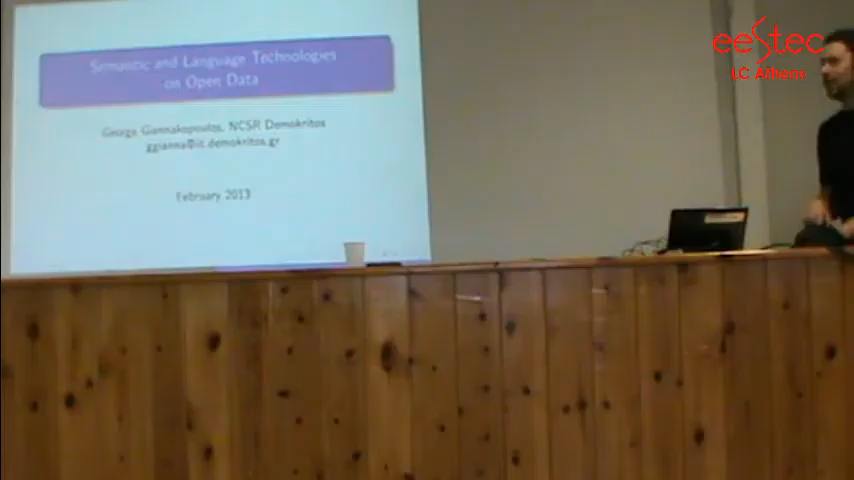 Semantic and Language Technologies
on Open Data
George Giannakopoulos, NCSR Demokritos
ggianna@iit.demokritos.gr
February 2013
eestec
LC Athens